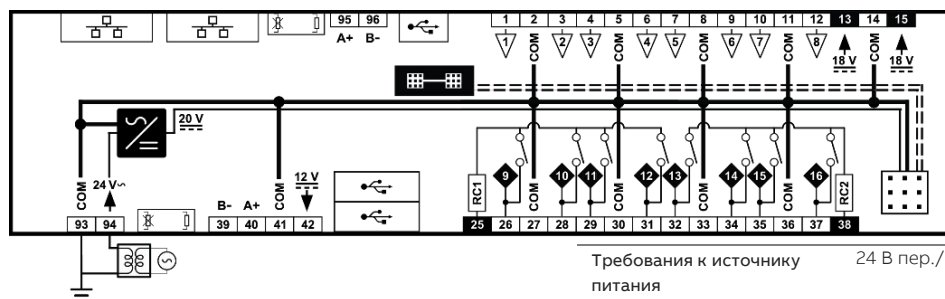 95 96
A+ B-
1 2 3 4 5 6 7 8 9 10 11 12 13 14 15
1 COM 2 3 COM 4 5 COM 6 7 COM 8 18 V COM 18 V
20 V
COM 24 V~ COM 12 V
B- A+
93 94 39 40 41 42
RC1 9 COM 10 11 COM 12 13 COM 14 15 COM 16 RC2
25 26 27 28 29 30 31 32 33 34 35 36 37 38
Требования к источнику 24 В пер./
питания